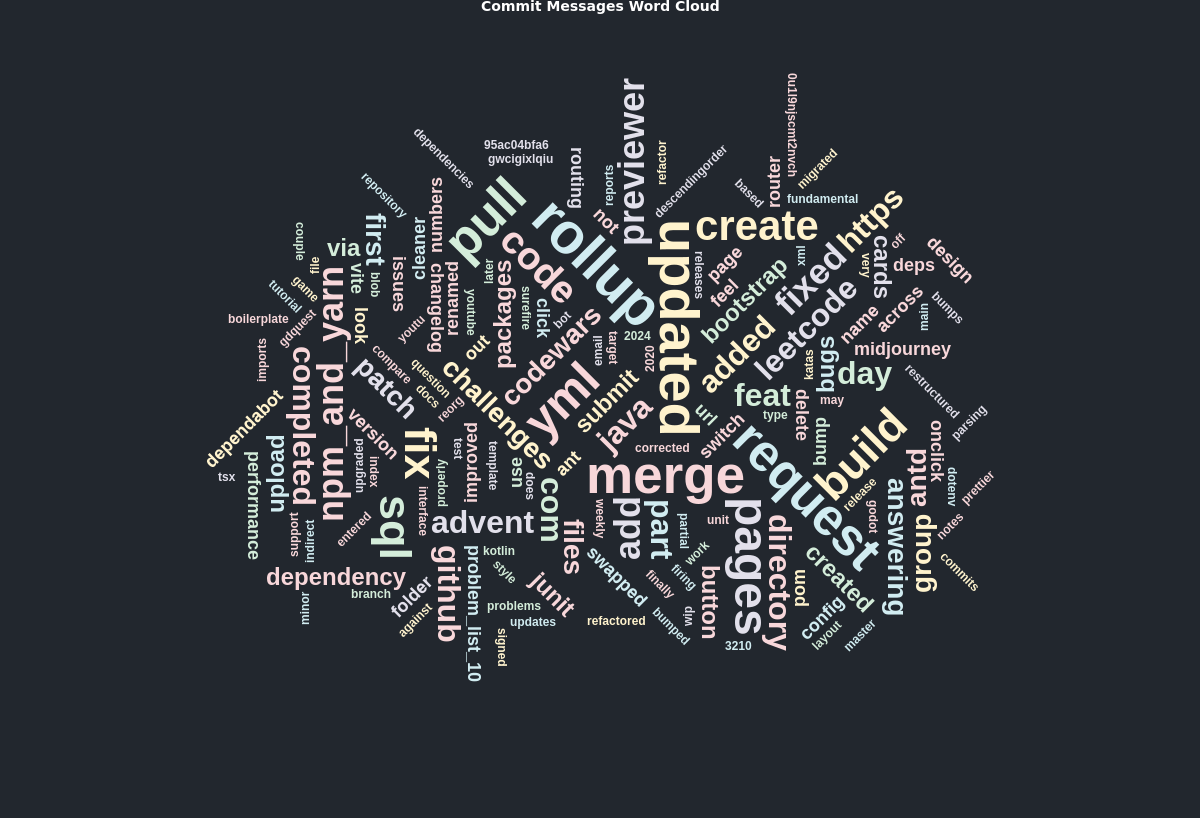 Commit Messages Word Cloud
0u1l9njscmt2nvch
previewer
dependencies
95ac04bfa6
gwcigixlqiu
routing
reports
refactor
descendingorder
based
router
migrated
fundamental
repository
numbers
pull
rollup
not
updated
create
https
couple
file
via
first
cleaner
issues
code
releases
page
feel
xml
fixed
very
cards
off
deps
design
game
tutorial
vite
blob
changelog
renamed
later
youtube
packages
surefire
click
bot
bootstrap
leetcode
name
across
main
bumps
boilerplate
gdquest
npm_and_yarn
look
youtu
out
codewars
email
target
2024
2020
added
katas
bugs
midjourney
imports
completed
compare
patch
question
docs
reorg
challenges
yml
submit
java
url
feat
type
day
may
delete
restructured
parsing
dependabot
upload
version
index
upgraded
fix
improved
test
template
property
interface
use
does
ant
corrected
switch
request
bump
build
onclick
antd
dotenv
prettier
tsx
performance
support
indirect
entered
sql
advent
com
merge
weekly
add
part
partial
unit
pages
release
godot
answering
group
notes
commits
dependency
branch
minor
folder
against
github
problem_list_10
kotlin
style
problems
updates
signed
files
junit
swapped
refactored
finally
firing
work
wip
bumped
button
3210
directory
pom
created
config
layout
master